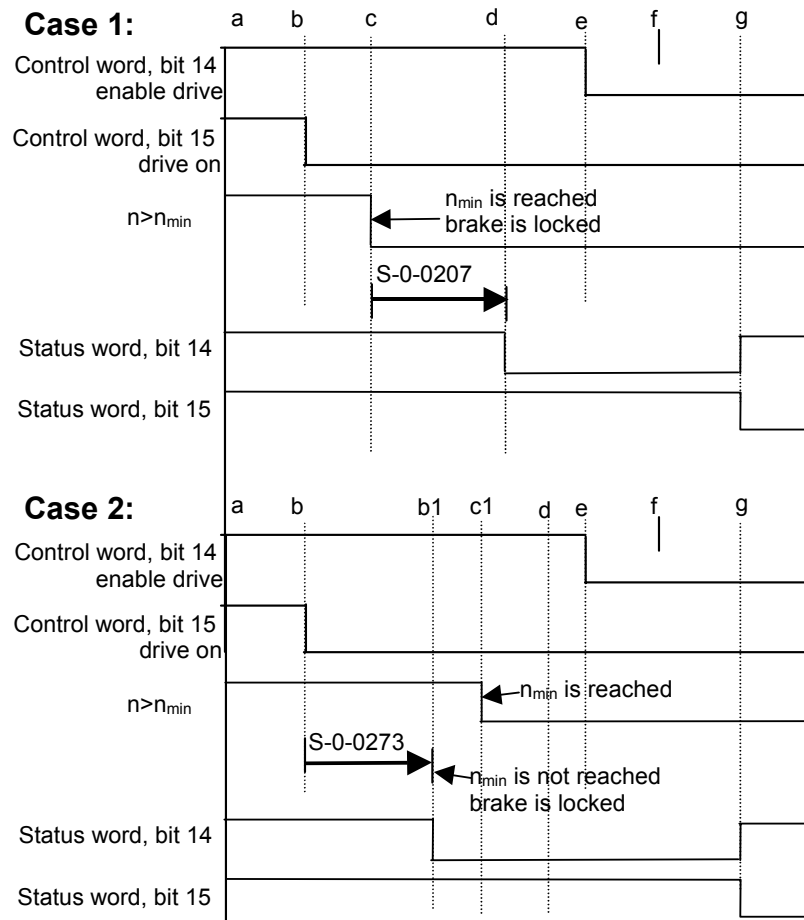 Case 1:
a b c d e f g
Control word, bit 14
enable drive
Control word, bit 15
drive on
n>nmin
nmin is reached
brake is locked
S-0-0207
Status word, bit 14
Status word, bit 15
Case 2:
a b b1 c1 d e f g
Control word, bit 14
enable drive
Control word, bit 15
drive on
n>nmin
nmin is reached
S-0-0273
nmin is not reached
brake is locked
Status word, bit 14
Status word, bit 15